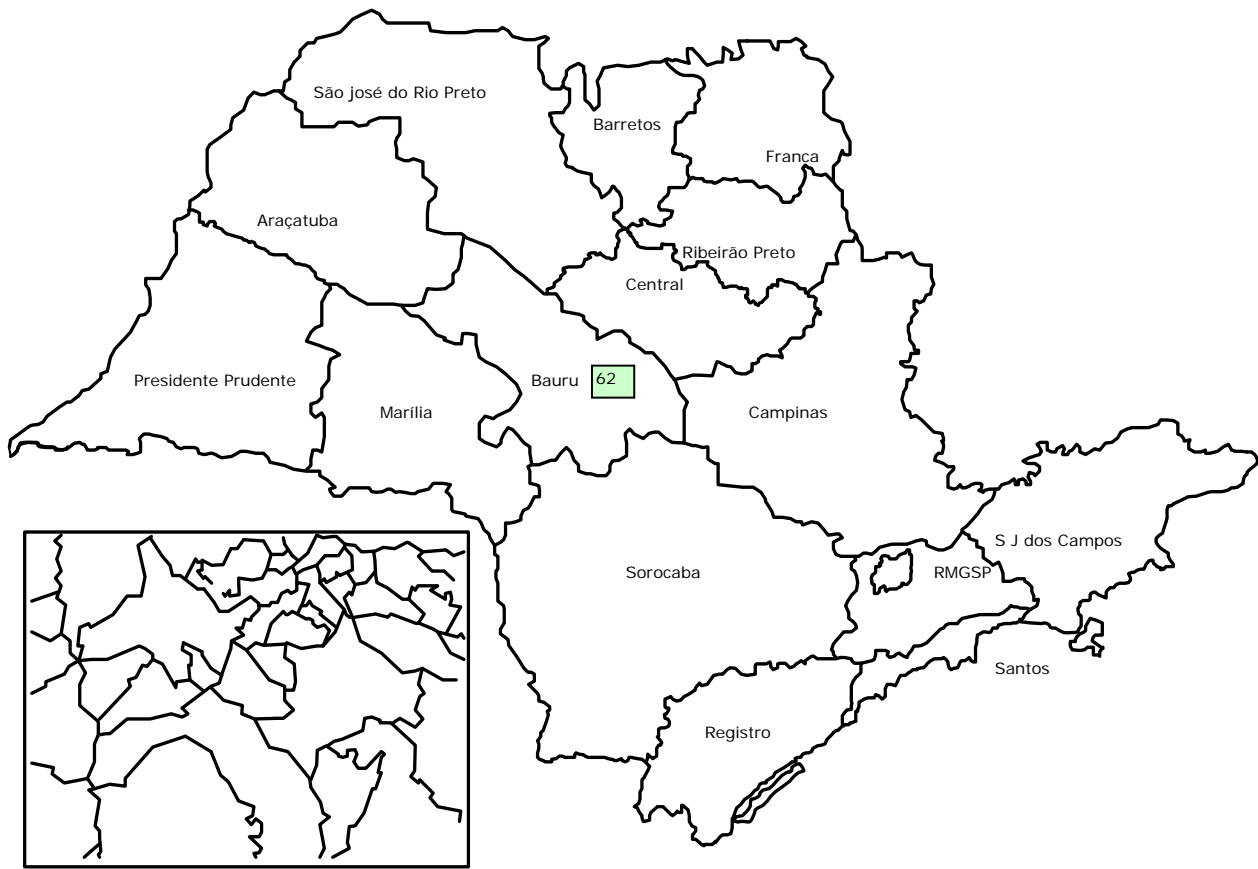 São josé do Rio Preto
Barretos
Franca
Araçatuba
Ribeirão Preto
Central
Presidente Prudente
Bauru 62
Marília
Campinas
S J dos Campos
Sorocaba
RMGSP
Santos
Registro